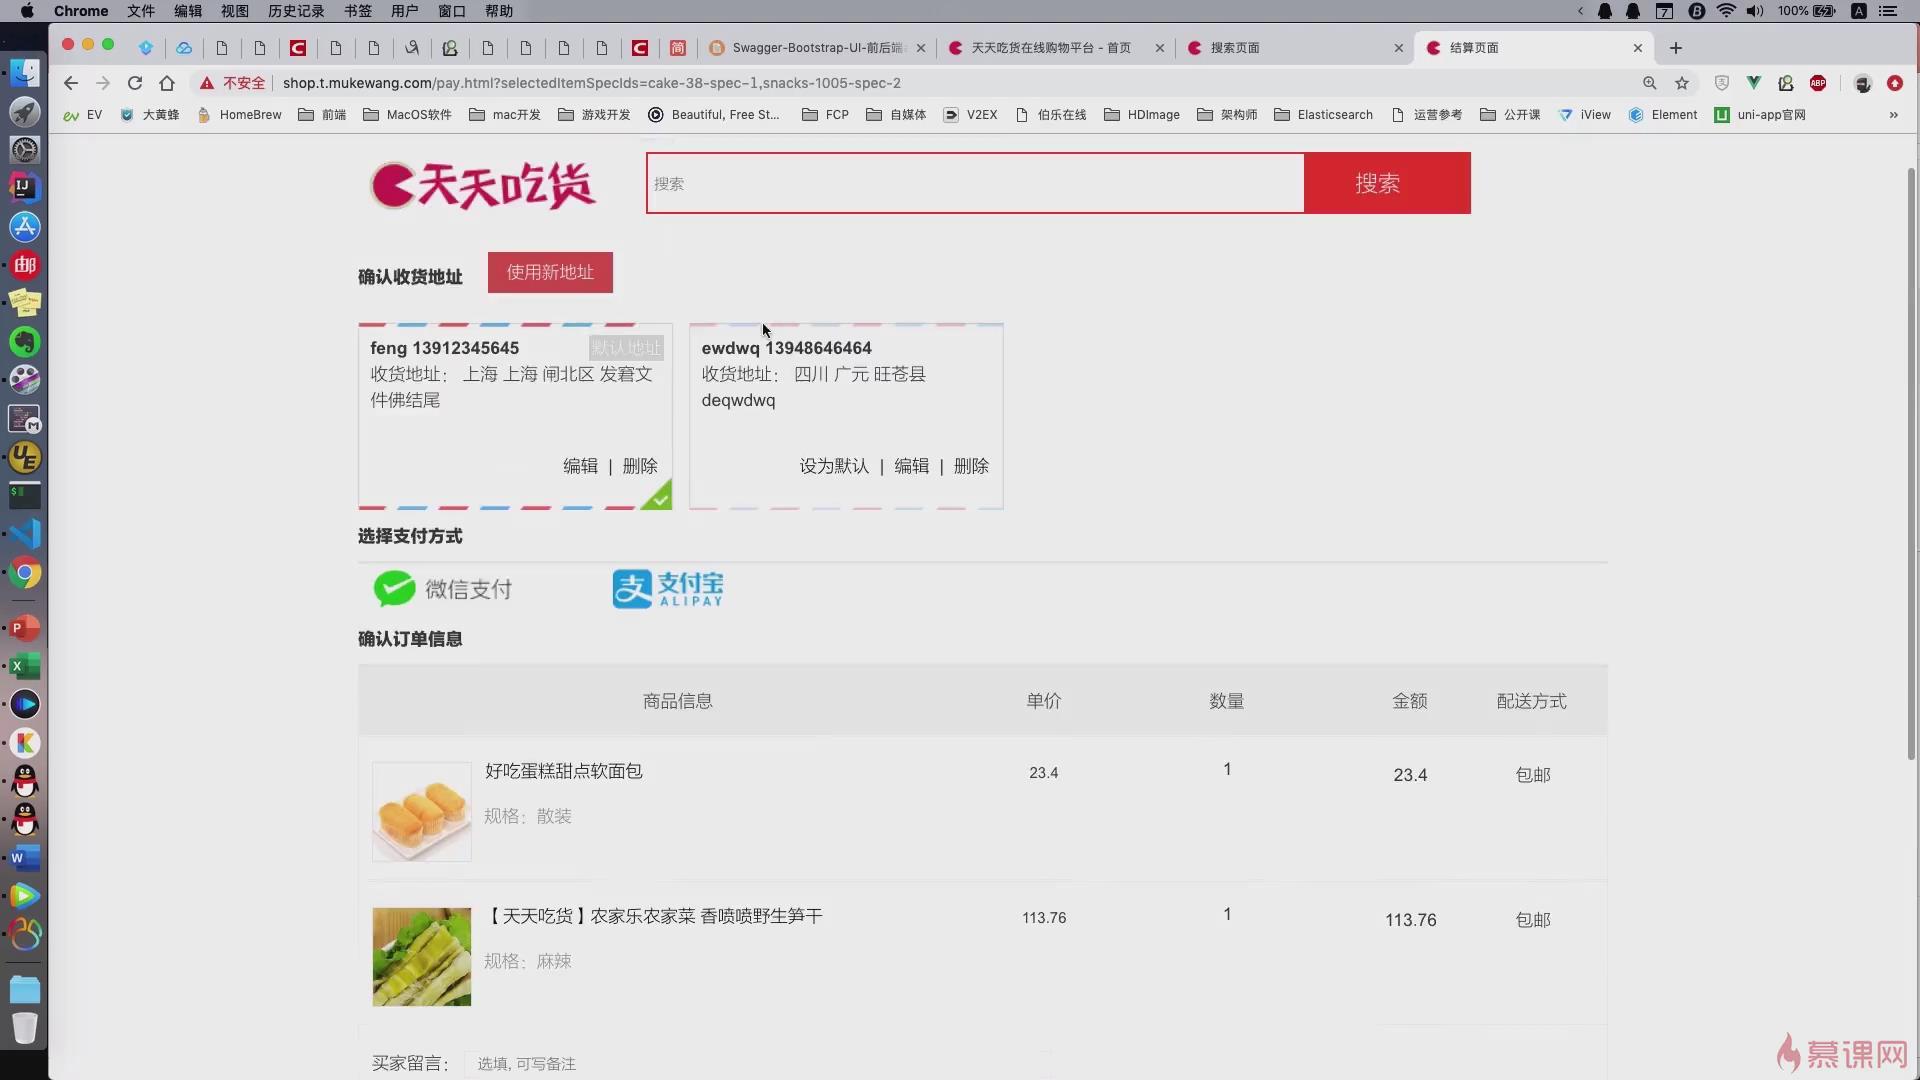 Chrome 文件 编辑 视图 历史记录 书签 用户 窗口 帮助 100%
Swagger-Bootstrap-UI-前后端 天天吃货在线购物平台 - 首页 搜索页面 结算页面
不安全 shop.t.mukewang.com/pay.html?selectedItemSpecIds=cake-38-spec-1,snacks-1005-spec-2
EV 大黄蜂 HomeBrew 前端 MacOS软件 mac开发 游戏开发 Beautiful, Free St... FCP 自媒体 V2EX 伯乐在线 HDImage 架构师 Elasticsearch 运营参考 公开课 iView Element uni-app官网 »
天天吃货 搜索 搜索
确认收货地址 使用新地址
feng 13912345645 默认地址
收货地址： 上海 上海 闸北区 发窘文
件佛结尾
编辑 | 删除
ewdwq 13948646464
收货地址： 四川 广元 旺苍县
deqwdwq
设为默认 | 编辑 | 删除
选择支付方式
微信支付 支付宝
ALIPAY
确认订单信息
商品信息 单价 数量 金额 配送方式
好吃蛋糕甜点软面包 23.4 1 23.4 包邮
规格：散装
【天天吃货】农家乐农家菜 香喷喷野生笋干 113.76 1 113.76 包邮
规格：麻辣
买家留言： 选填, 可写备注
慕课网